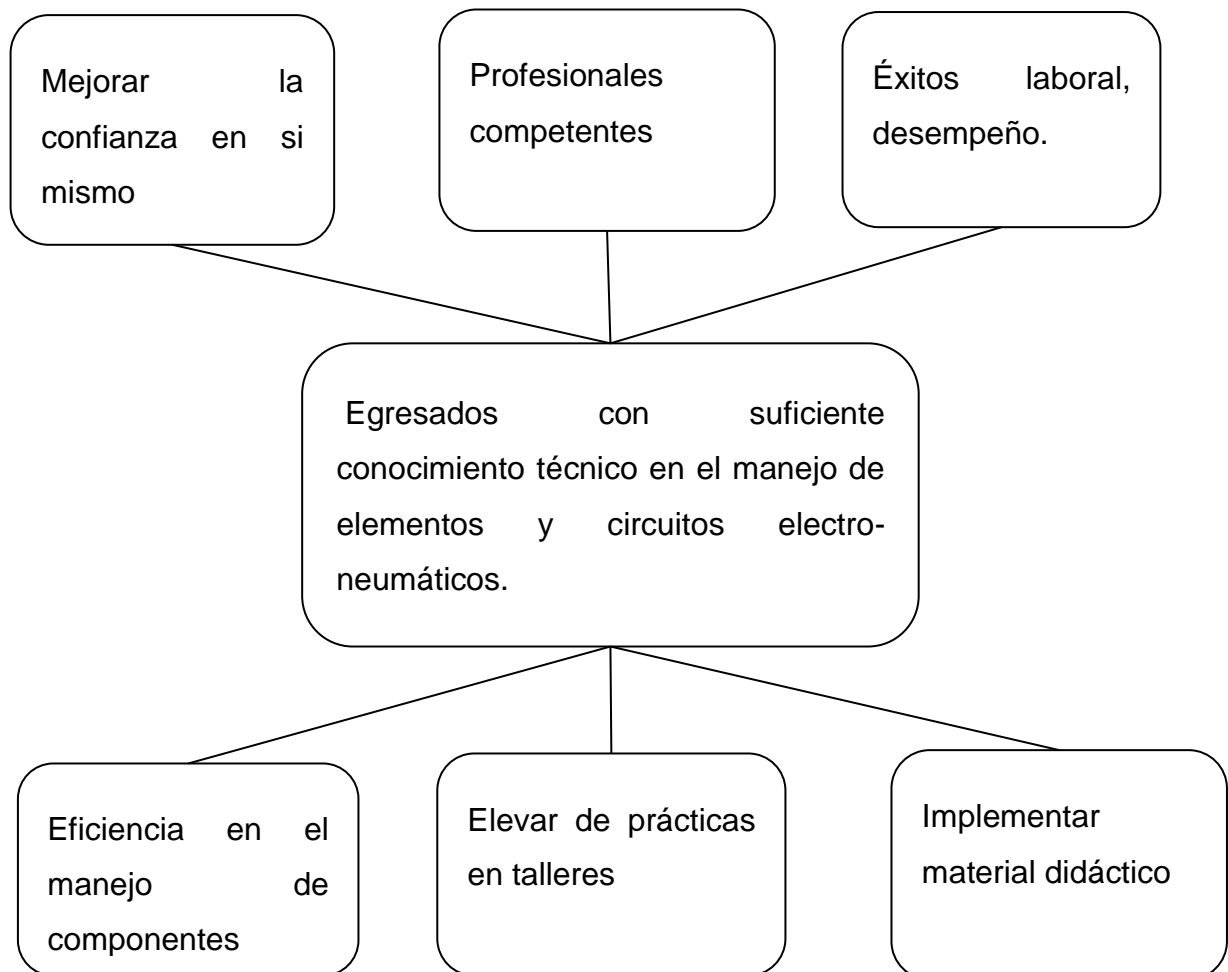 Mejorar la
confianza en si
mismo
Profesionales
competentes
Éxitos laboral,
desempeño.
Egresados con suficiente
conocimiento técnico en el manejo de
elementos y circuitos electro-
neumáticos.
Eficiencia en el
manejo de
componentes
Elevar de prácticas
en talleres
Implementar
material didáctico